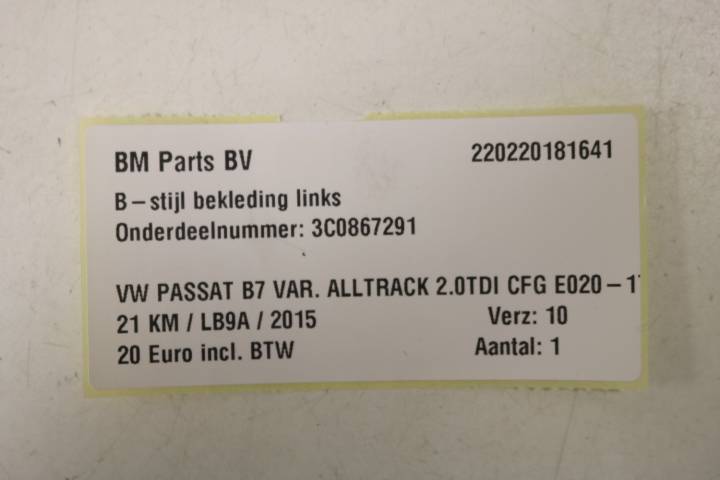 BM Parts BV 220220181641
B-stijl bekleding links
Onderdeelnummer: 3C0867291
VW PASSAT B7 VAR. ALLTRACK 2.0TDI CFG E020-1
21 KM / LB9A / 2015 Verz: 10
20 Euro incl. BTW Aantal: 1